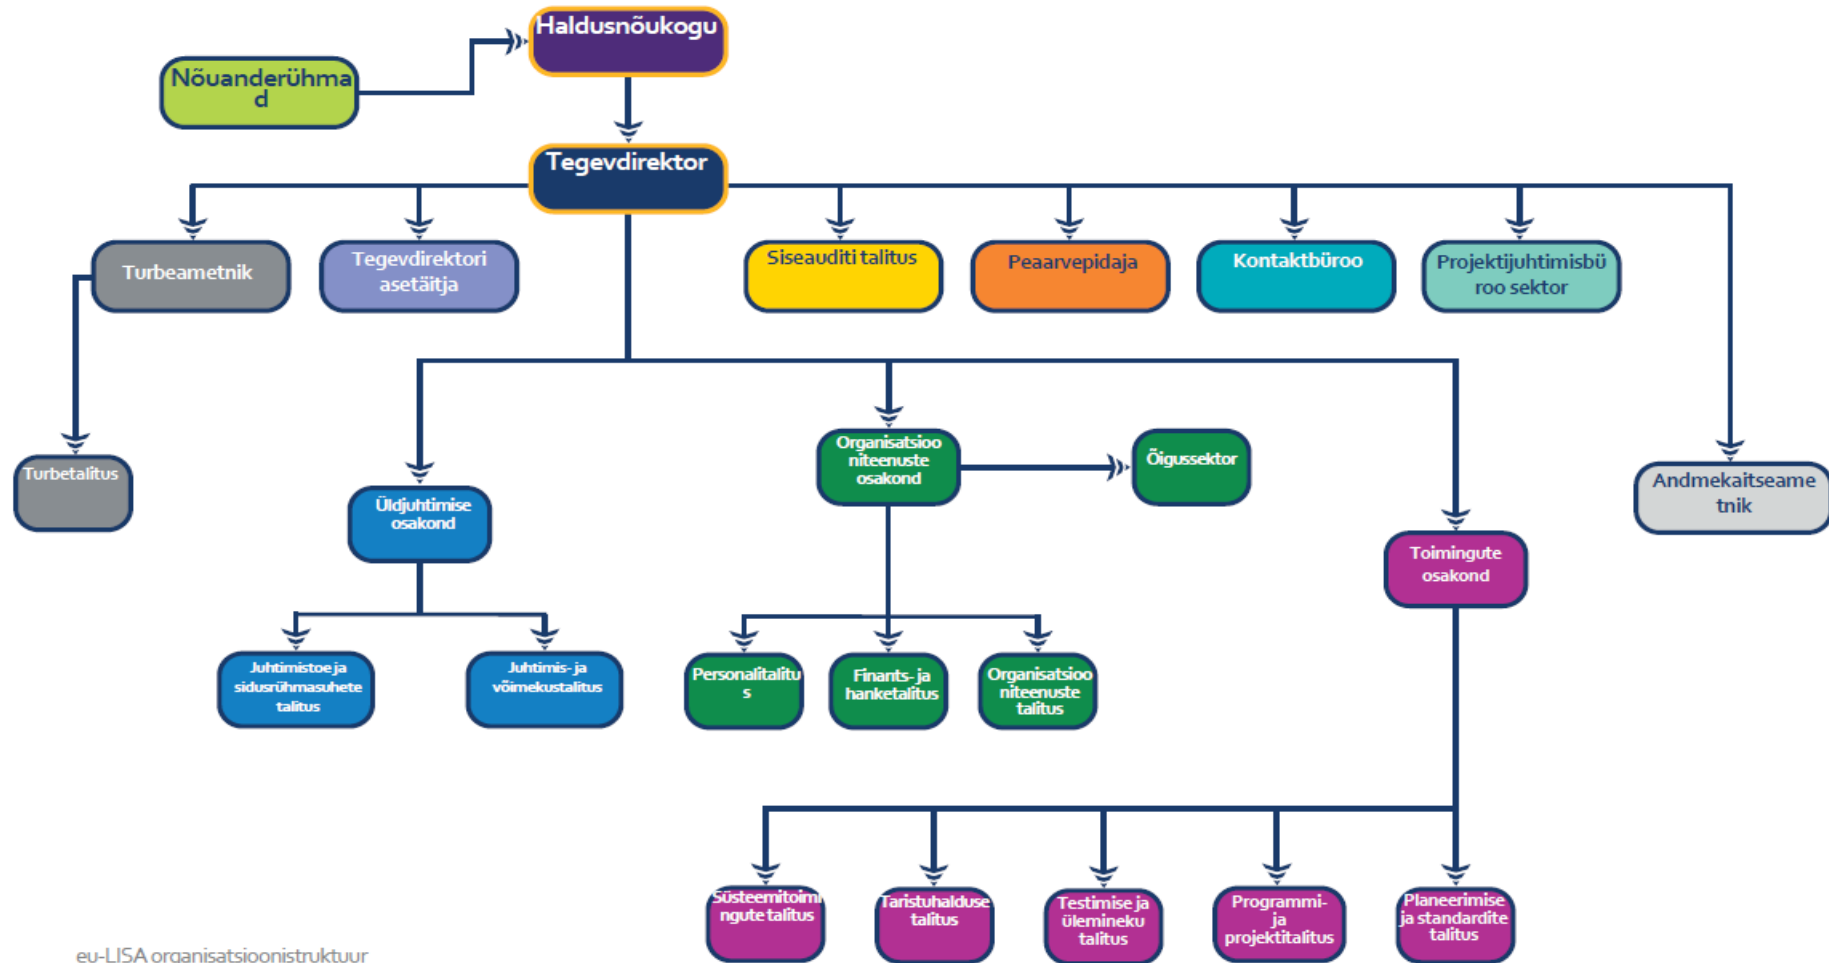 Haldusnõukogu
Nõuanderühma
d
Tegevdirektor
Turbeametnik
Tegevdirektori
asetäitja
Siseauditi talitus
Peaarvepidaja
Kontaktbüroo
Projektijuhtimisbü
roo sektor
Turbetalitus
Üldjuhtimise
osakond
Organisatsioo
niteenuste
osakond
Õigussektor
Toimingute
osakond
Andmekaitseame
tnik
Juhtimistoe ja
sidusrühmasuhete
talitus
Juhtimis- ja
võimekustalitus
Personalitalitu
s
Finants- ja
hanketalitus
Organisatsioo
niteenuste
talitus
Süsteemitoimi
ngute talitus
Taristuhalduse
talitus
Testimise ja
ülemineku
talitus
Programmi-
ja
projektitalitus
Planeerimise
ja standardite
talitus
eu-LISA organisatsioonistruktuur